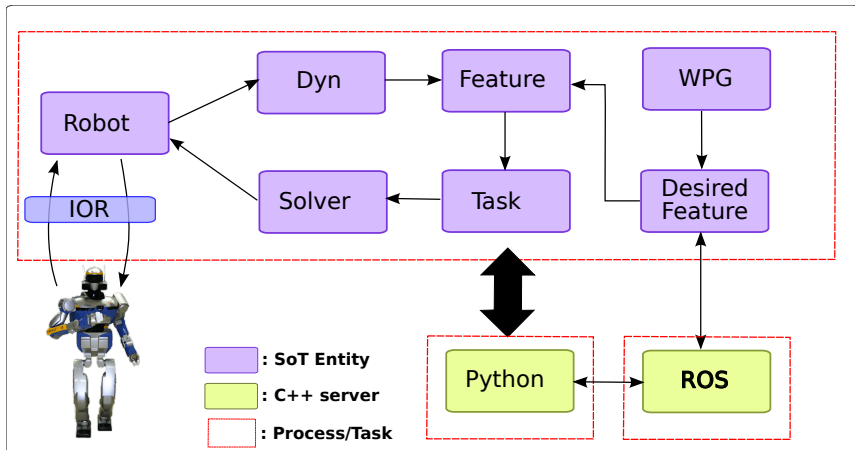 Dyn
Feature
WPG
Robot
Solver
Task
Desired
Feature
IOR
: SoT Entity
Python
ROS
: C++ server
: Process/Task